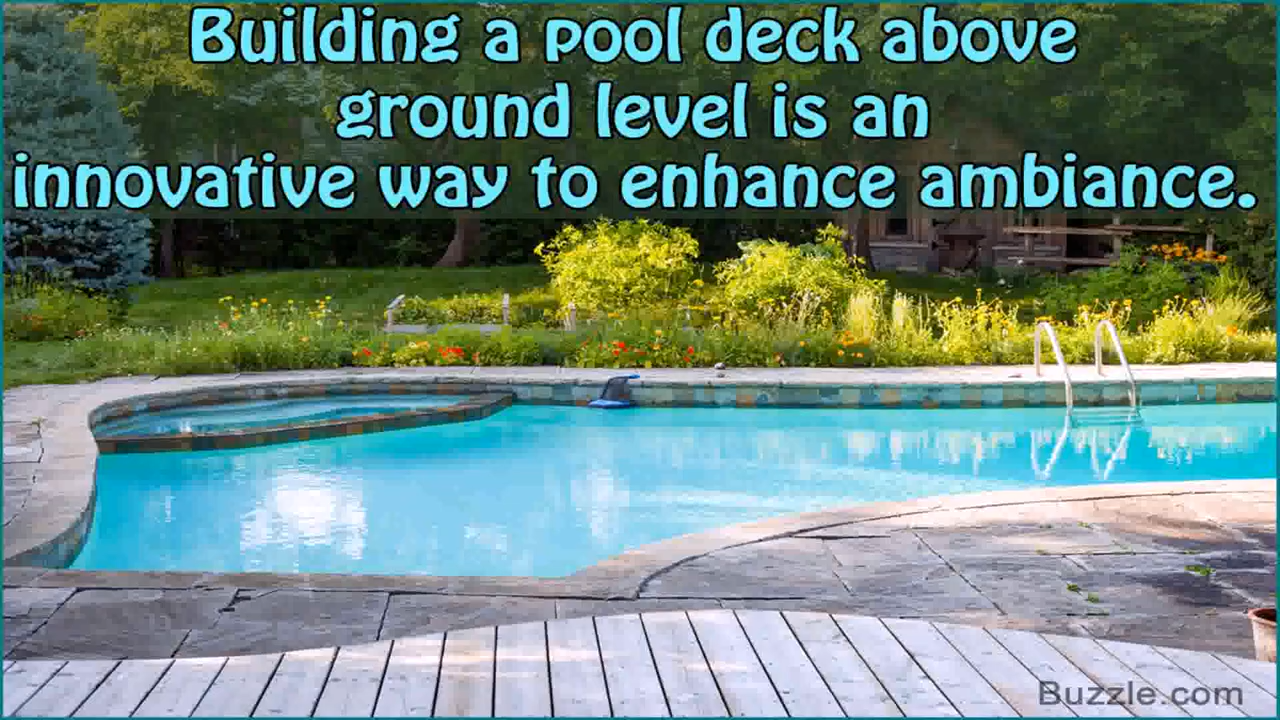 Building a pool deck above
ground level is an
innovative way to enhance ambiance.
Buzzle.com